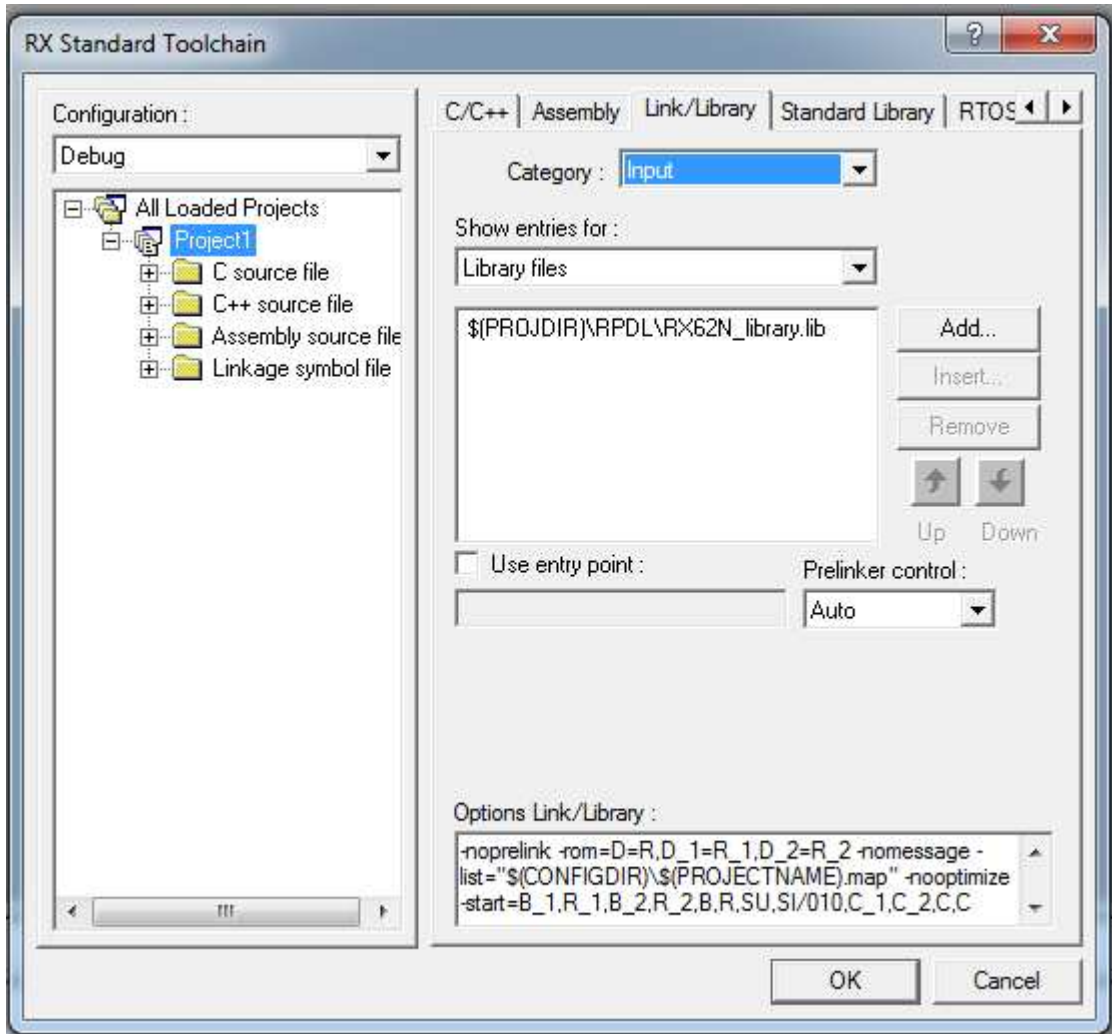 RX Standard Toolchain
Configuration :
Debug
All Loaded Projects
Project1
C source file
C++ source file
Assembly source file
Linkage symbol file
C/C++
Assembly
Link/Library
Standard Library
RTOS
Category :
Input
Show entries for :
Library files
$(PROJDIR)\RPDL\RX62N_library.lib
Add...
Insert...
Remove
Up
Down
Use entry point :
Prelinker control :
Auto
Options Link/Library :
-noprelink -rom=D=R,D_1=R_1,D_2=R_2 -nomessage -
list="$(CONFIGDIR)\$(PROJECTNAME).map" -nooptimize
-start=B_1,R_1,B_2,R_2,B,R,SU,SI/010,C_1,C_2,C,C
OK
Cancel